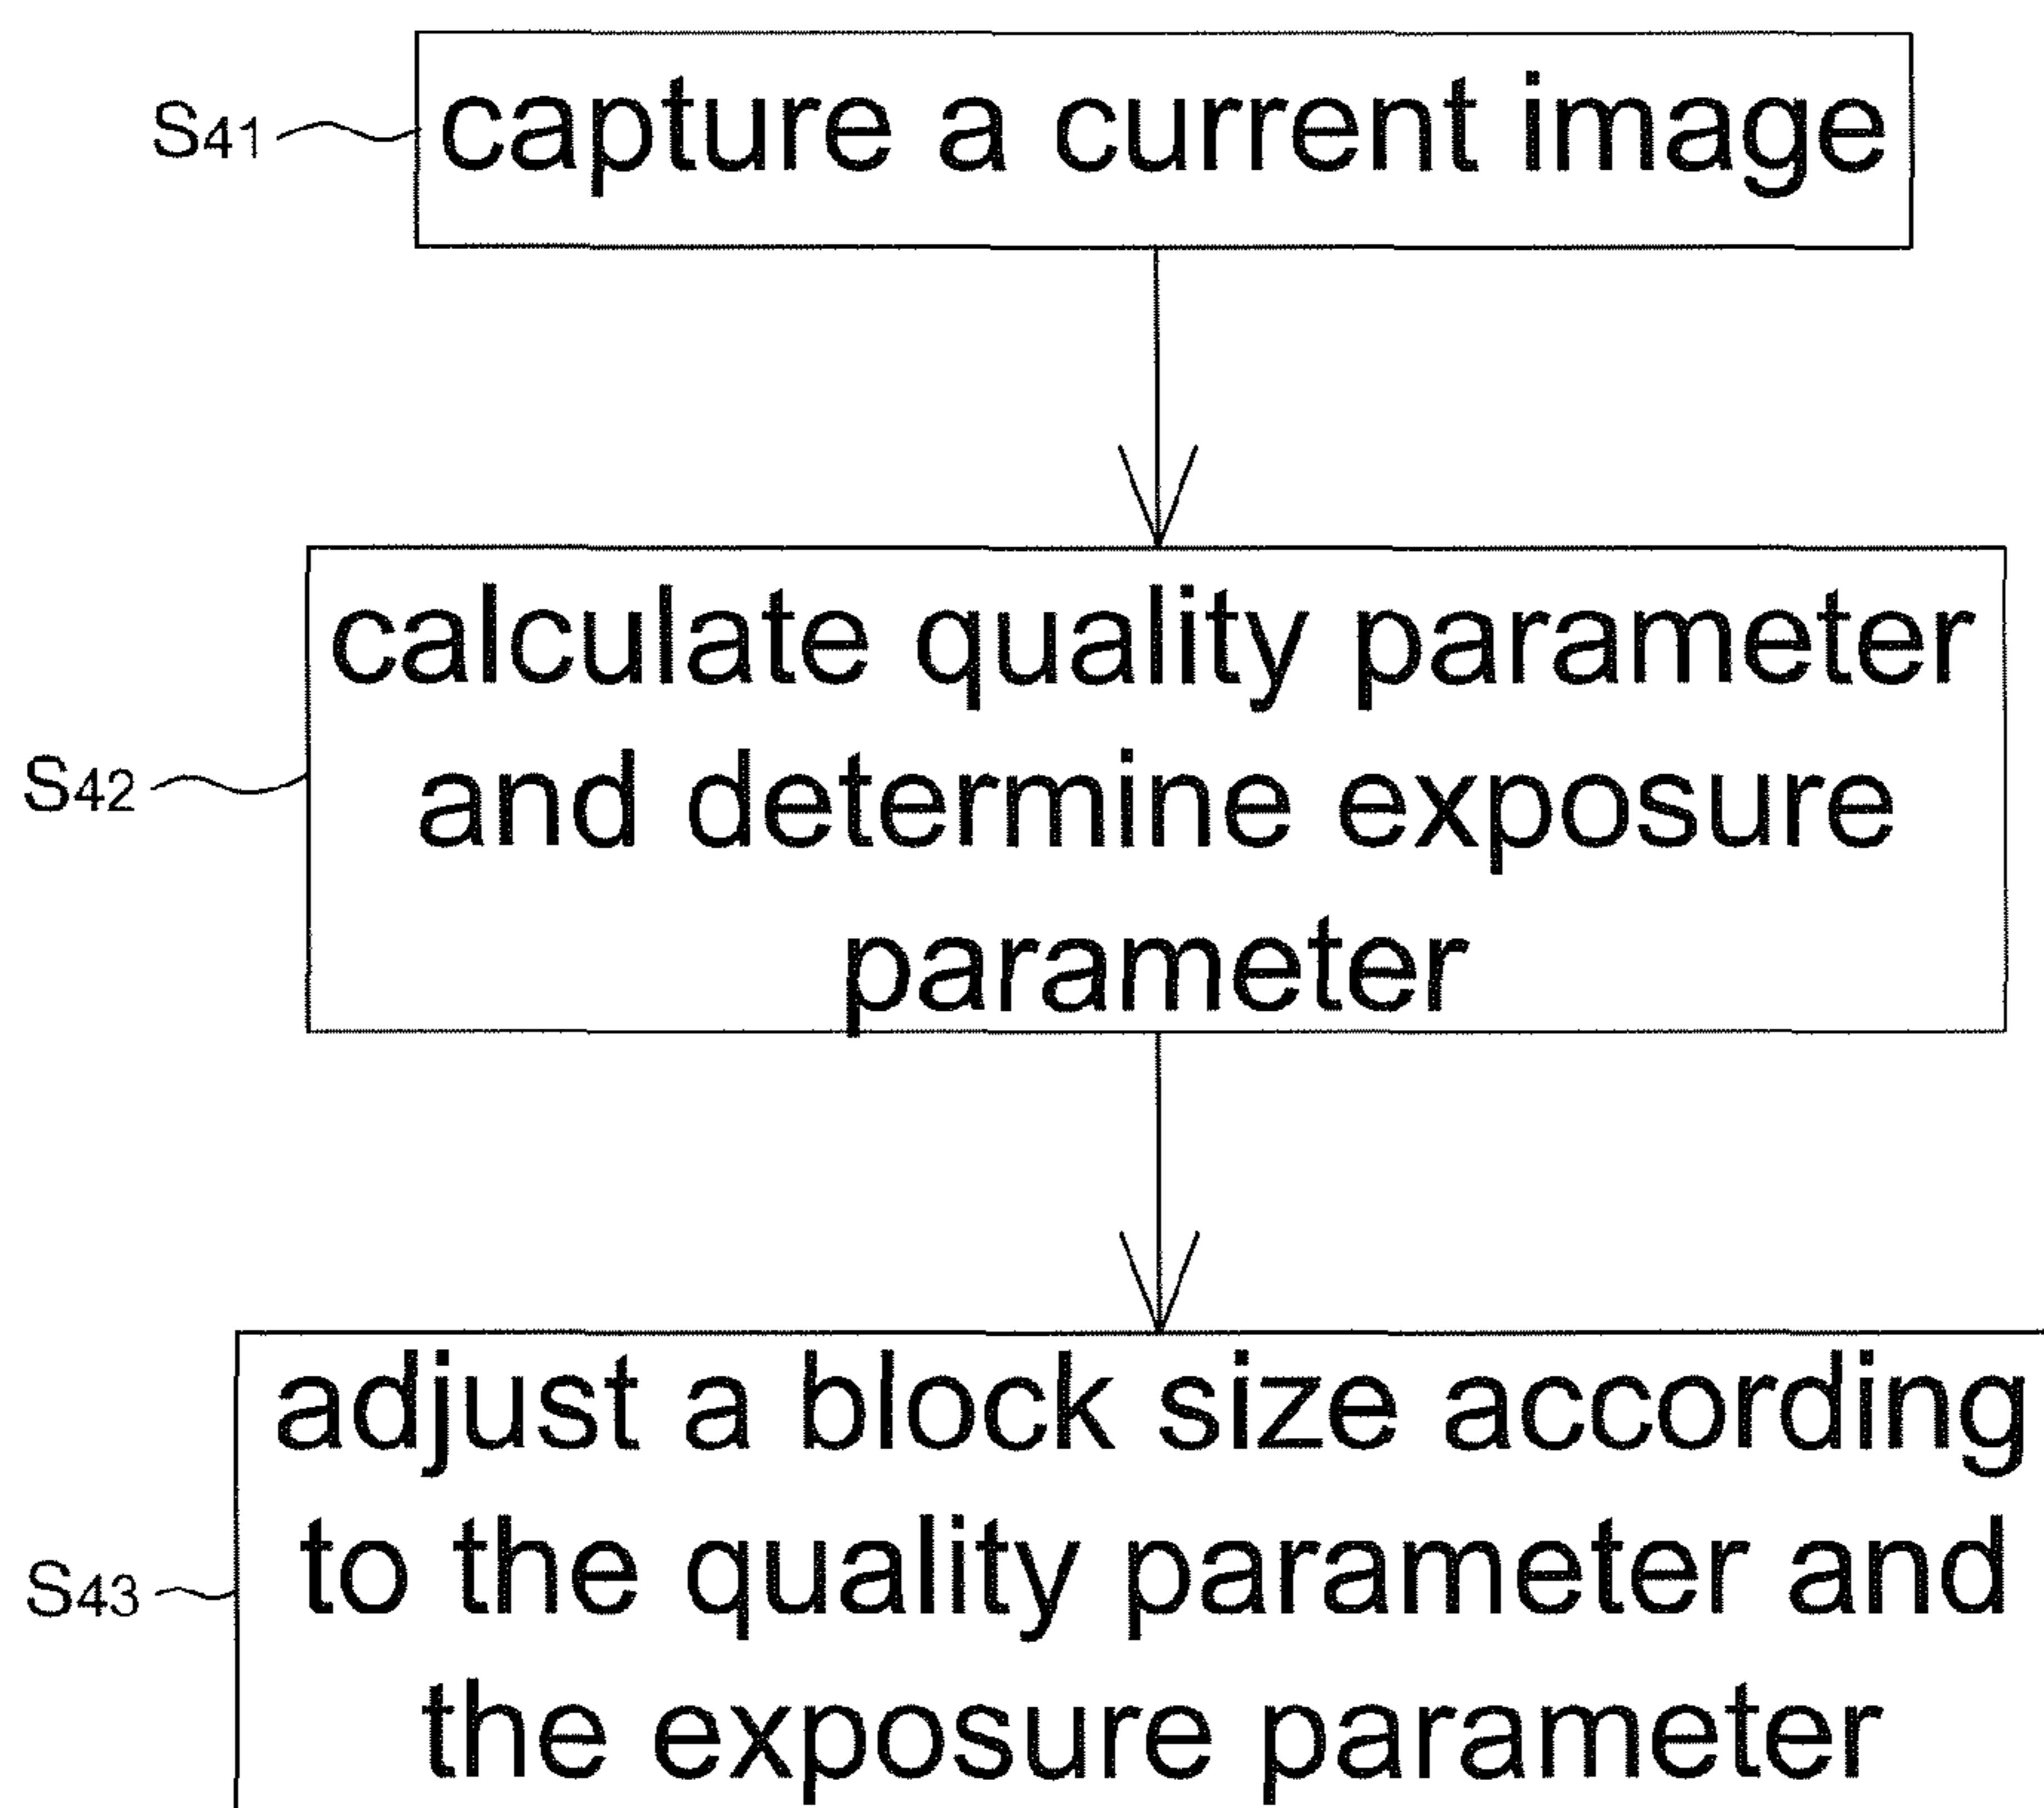 S41
capture a current image
S42
calculate quality parameter
and determine exposure
parameter
S43
adjust a block size according
to the quality parameter and
the exposure parameter